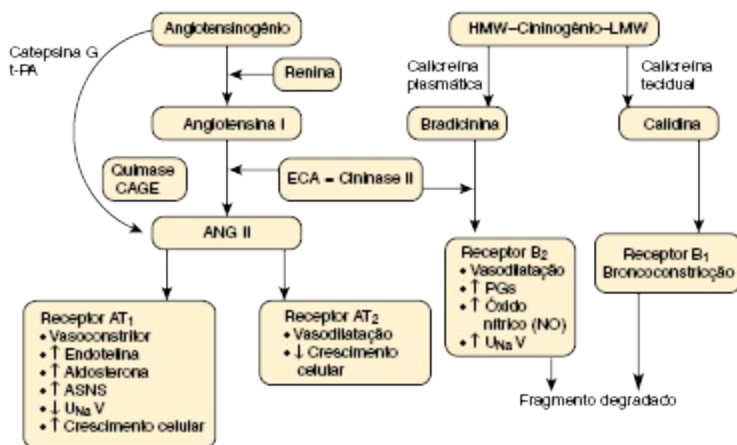 Angiotensinogênio
HMW–Cininogênio–LMW
Catepsina G
t-PA
Renina
Calicreína
plasmática
Calicreína
tecidual
Angiotensina I
Bradicinina
Calidina
Quimase
CAGE
ECA = Cininase II
ANG II
Receptor B2
• Vasodilatação
• ↑ PGs
• ↑ Óxido
nítrico (NO)
• ↑ UNa V
Receptor B1
Broncoconstricção
Receptor AT1
• Vasoconstritor
• ↑ Endotelina
• ↑ Aldosterona
• ↑ ASNS
• ↓ UNa V
• ↑ Crescimento celular
Receptor AT2
• Vasodilatação
• ↓ Crescimento
celular
Fragmento degradado